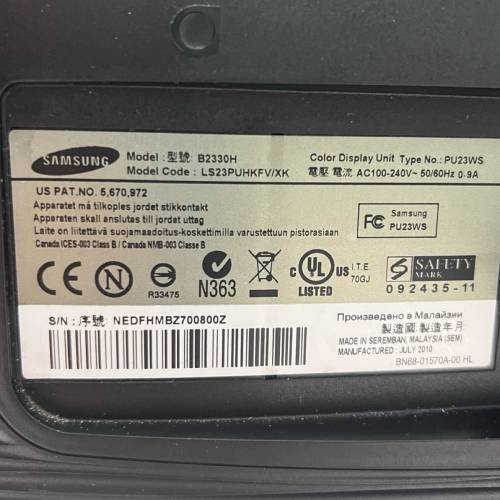 SAMSUNG
Model : 型號: B2330H
Model Code : LS23PUHKFV/XK
Color Display Unit Type No.: PU23WS
電壓 電流 AC100-240V~ 50/60Hz 0.9A
US PAT.NO. 5,670,972
Apparatet må tilkoples jordet stikkontakt
Apparaten skall anslutas till jordat uttag
Laite on liitettävä suojamaadoitus-koskettimilla varustettuun pistorasiaan
Canada ICES-003 Class B / Canada NMB-003 Classe B
FC Samsung
PU23WS
CE N R33475 N363 c UL US LISTED I.T.E.
70GJ
S SAFETY
MARK
092435-11
S/N : 序號: NEDFHMBZ700800Z
Произведено в Малайзии
製造國:製造年月:
MADE IN SEREMBAN, MALAYSIA (SEM)
MANUFACTURED : JULY 2010
BN68-01570A-00 HL